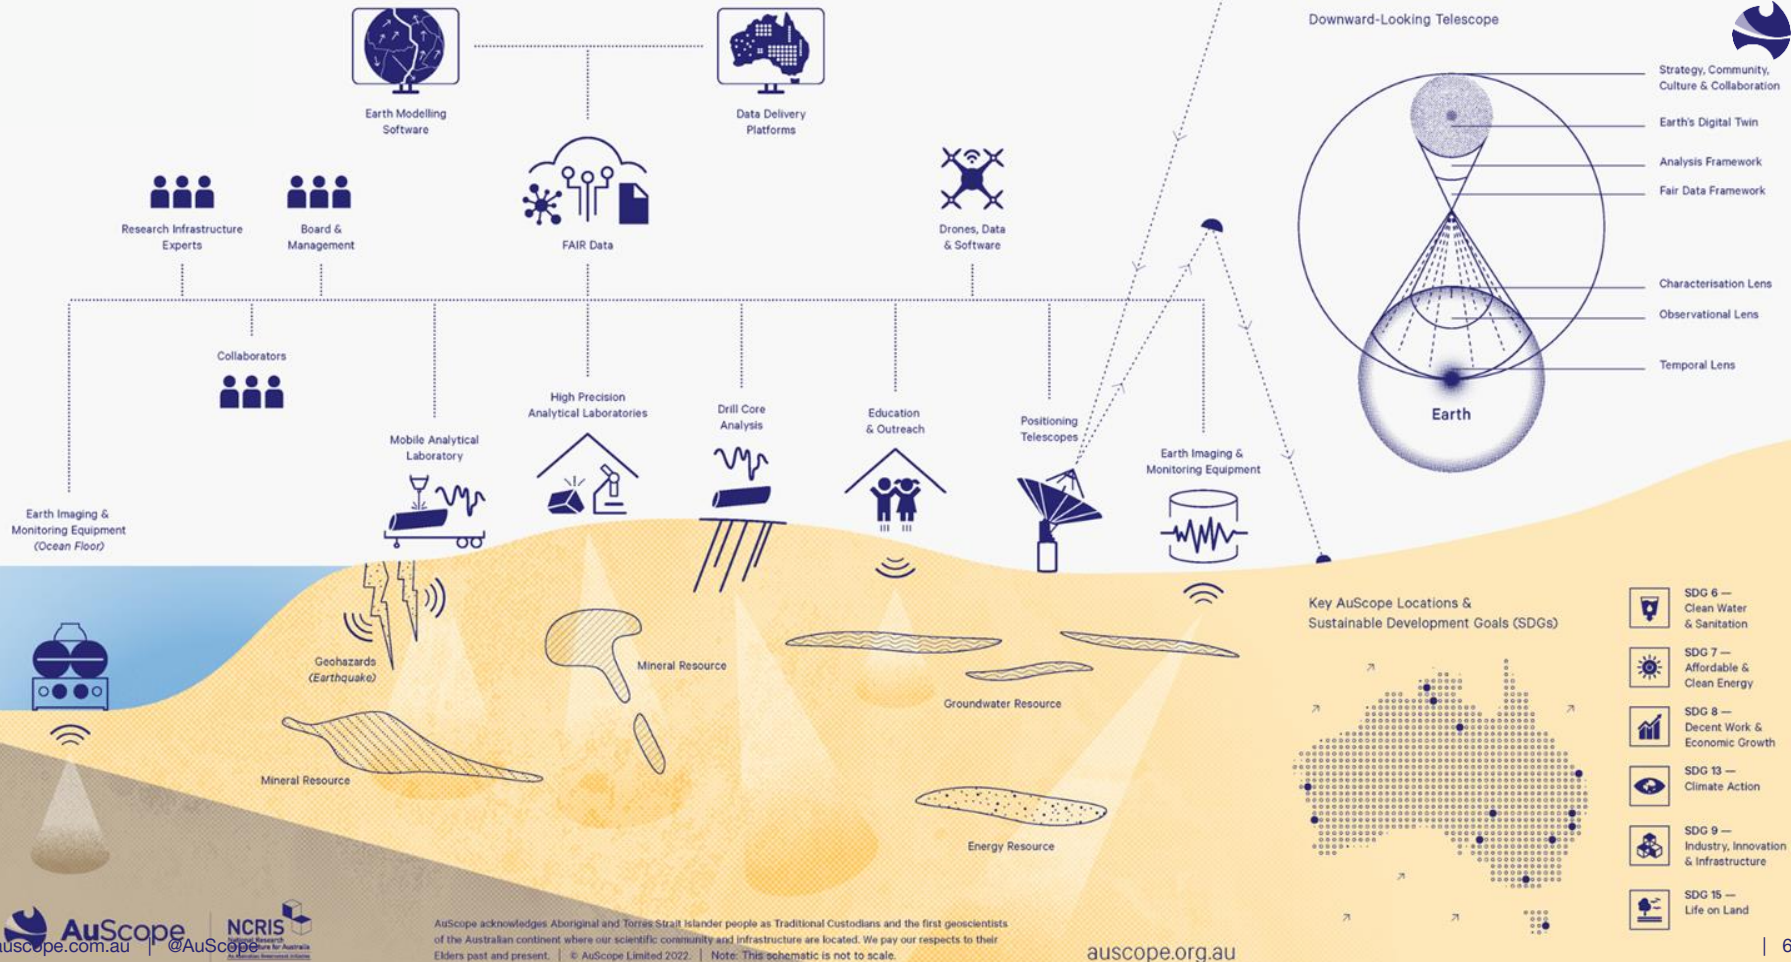 Downward-Looking Telescope
Strategy, Community,
Culture & Collaboration
Earth's Digital Twin
Analysis Framework
Fair Data Framework
Characterisation Lens
Observational Lens
Temporal Lens
Earth
Earth Modelling
Software
Data Delivery
Platforms
Research Infrastructure
Experts
Board &
Management
FAIR Data
Drones, Data
& Software
Collaborators
Mobile Analytical
Laboratory
High Precision
Analytical Laboratories
Drill Core
Analysis
Education
& Outreach
Positioning
Telescopes
Earth Imaging &
Monitoring Equipment
Earth Imaging &
Monitoring Equipment
(Ocean Floor)
Geohazards
(Earthquake)
Mineral Resource
Mineral Resource
Groundwater Resource
Energy Resource
Key AuScope Locations &
Sustainable Development Goals (SDGs)
SDG 6 —
Clean Water
& Sanitation
SDG 7 —
Affordable &
Clean Energy
SDG 8 —
Decent Work &
Economic Growth
SDG 13 —
Climate Action
SDG 9 —
Industry, Innovation
& Infrastructure
SDG 15 —
Life on Land
AuScope
NCRIS
auscope.com.au | @AuScope
AuScope acknowledges Aboriginal and Torres Strait Islander people as Traditional Custodians and the first geoscientists
of the Australian continent where our scientific community and infrastructure are located. We pay our respects to their
Elders past and present. | © AuScope Limited 2022. | Note: This schematic is not to scale.
auscope.org.au
| 6